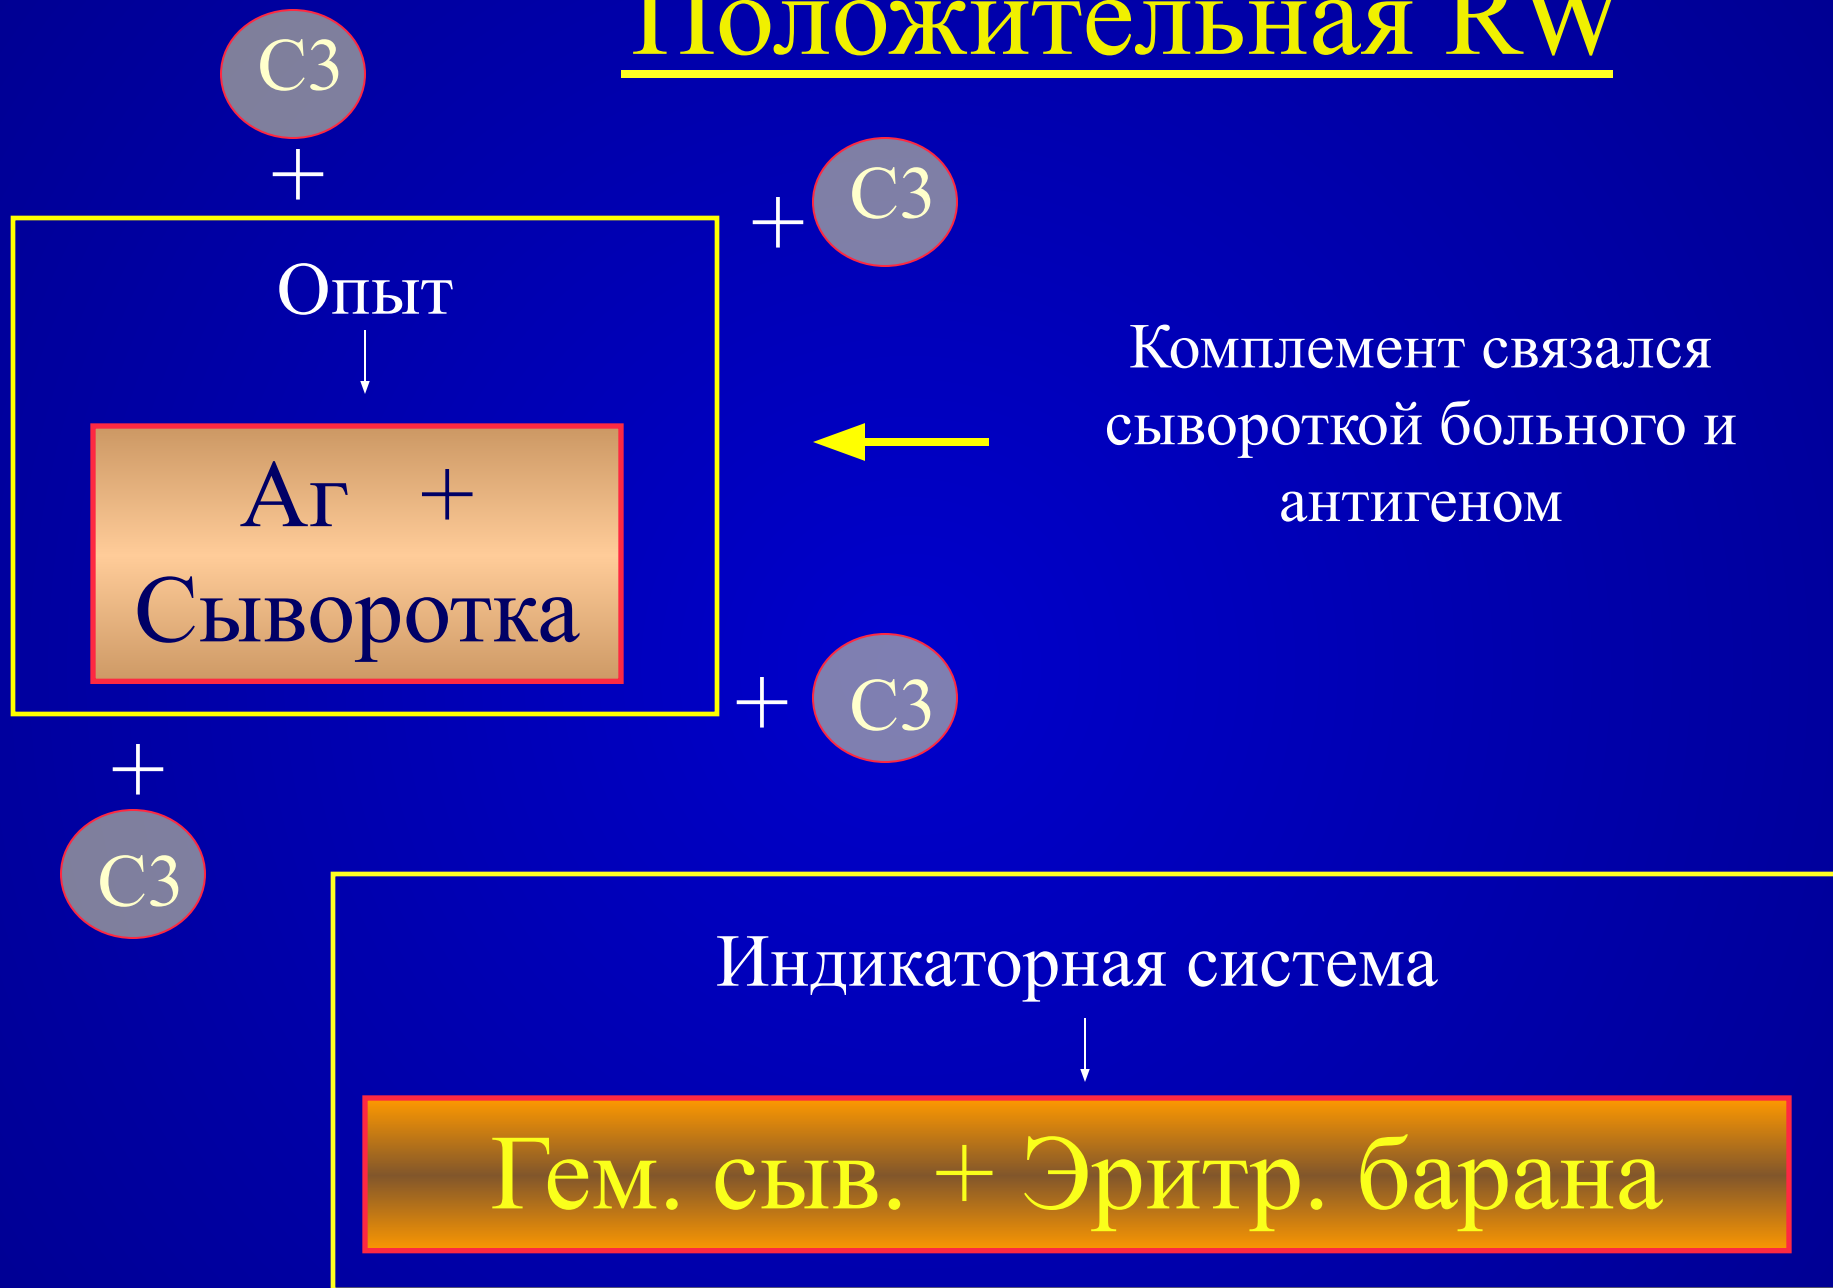 Положительная RW
С3
+
+ С3
Опыт
Комплемент связался
сывороткой больного и
антигеном
Аг +
Сыворотка
+ С3
+
С3
Индикаторная система
Гем. сыв. + Эритр. барана